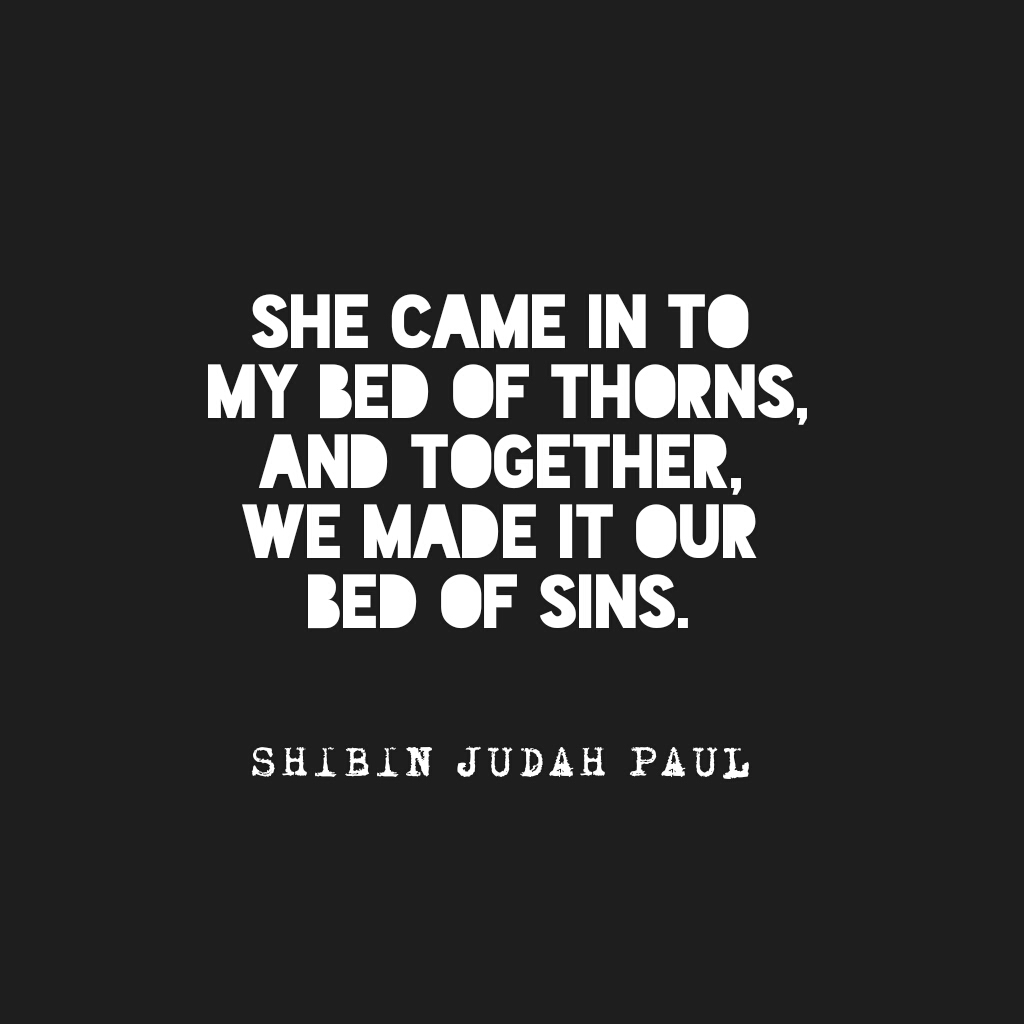 SHE CAME IN TO
MY BED OF THORNS,
AND TOGETHER,
WE MADE IT OUR
BED OF SINS.
SHIBIN JUDAH PAUL